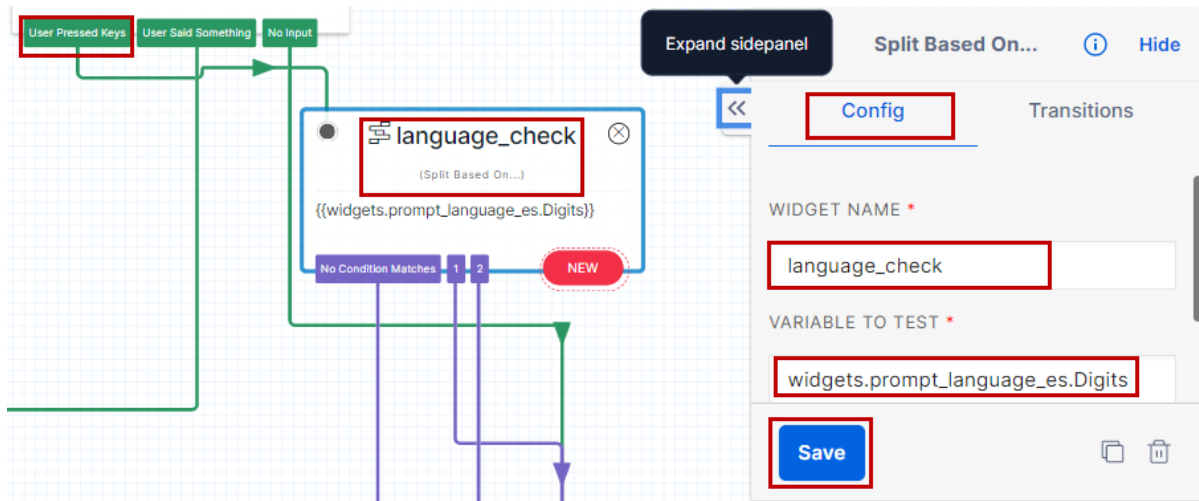 User Pressed Keys
User Said Something
No Input
language_check
(Split Based On...)
{{widgets.prompt_language_es.Digits}}
No Condition Matches
1
2
NEW
Expand sidepanel
Split Based On...
Hide
Config
Transitions
WIDGET NAME *
language_check
VARIABLE TO TEST *
widgets.prompt_language_es.Digits
Save